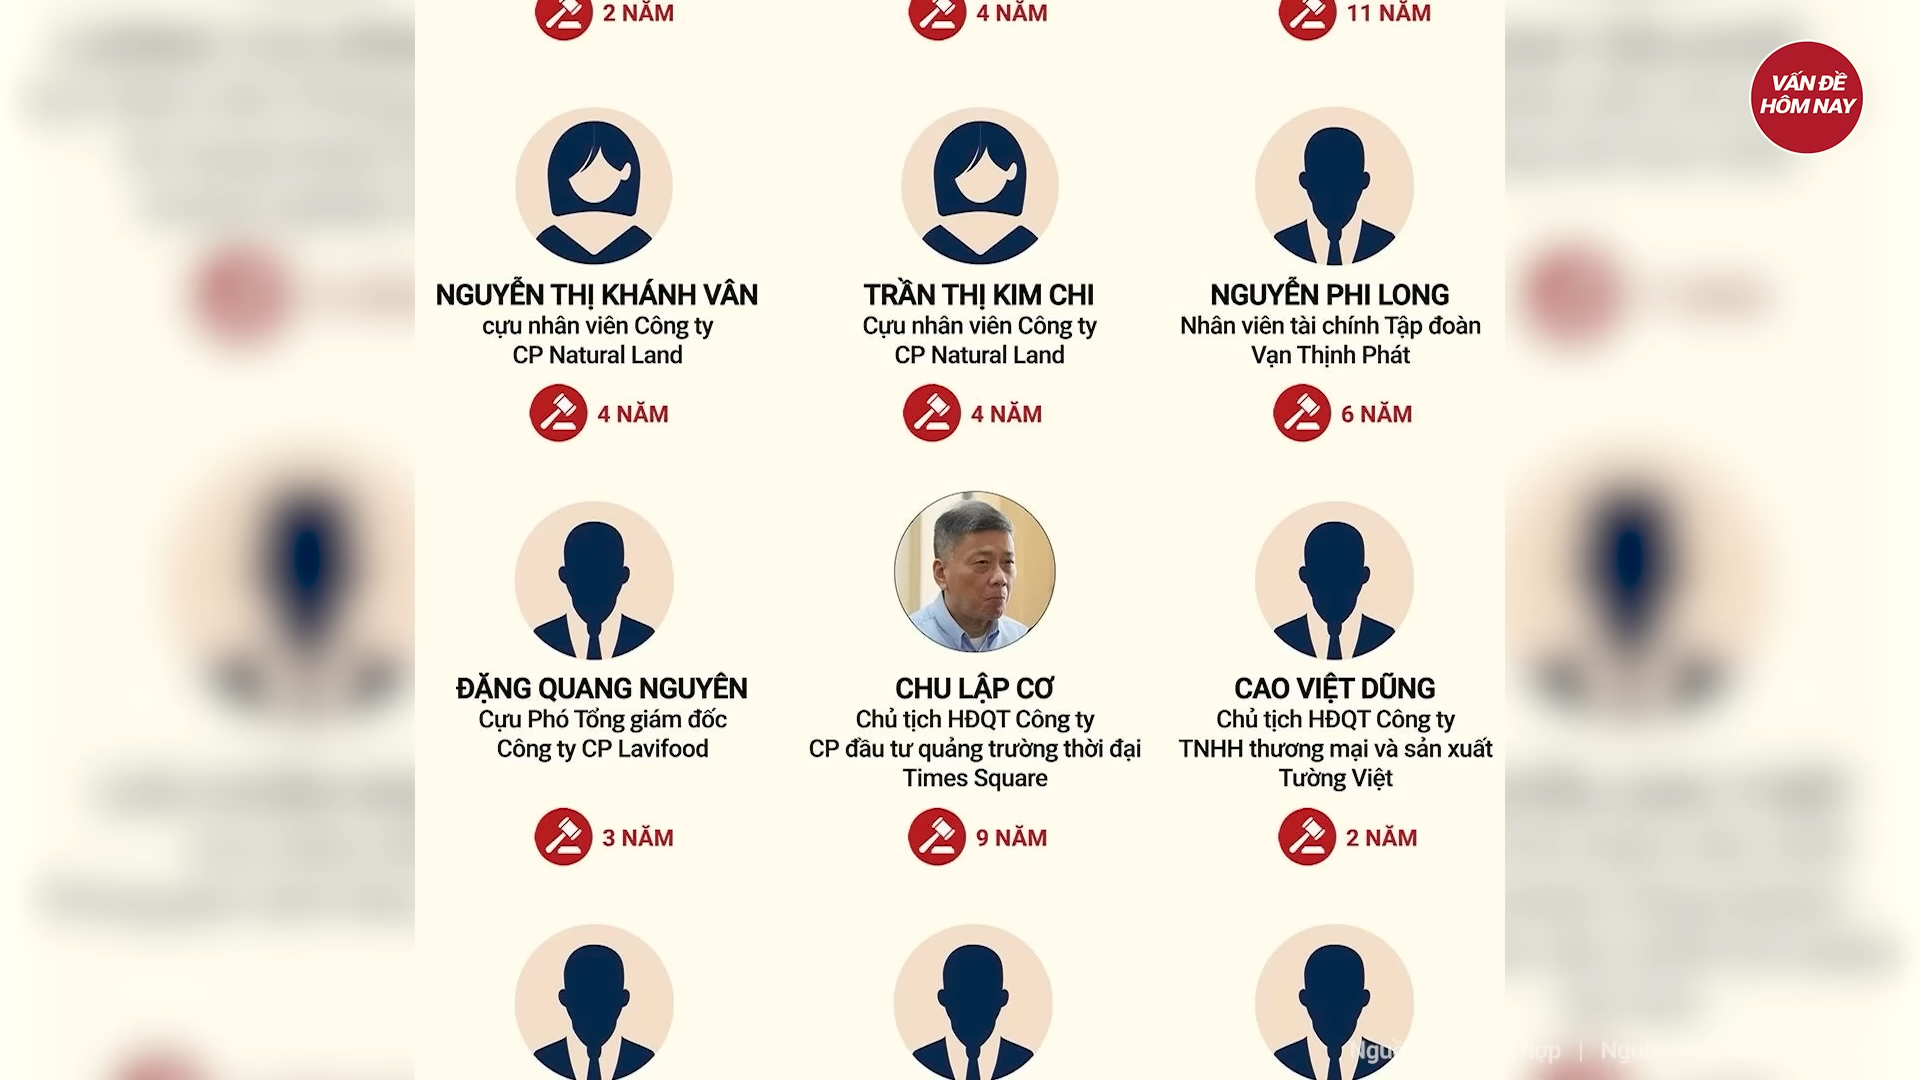 2 NĂM
4 NĂM
11 NĂM
VẤN ĐỀ
HÔM NAY
NGUYỄN THỊ KHÁNH VÂN
cựu nhân viên Công ty
CP Natural Land
4 NĂM
TRẦN THỊ KIM CHI
Cựu nhân viên Công ty
CP Natural Land
4 NĂM
NGUYỄN PHI LONG
Nhân viên tài chính Tập đoàn
Vạn Thịnh Phát
6 NĂM
ĐẶNG QUANG NGUYÊN
Cựu Phó Tổng giám đốc
Công ty CP Lavifood
3 NĂM
CHU LẬP CƠ
Chủ tịch HĐQT Công ty
CP đầu tư quảng trường thời đại
Times Square
9 NĂM
CAO VIỆT DŨNG
Chủ tịch HĐQT Công ty
TNHH thương mại và sản xuất
Tường Việt
2 NĂM